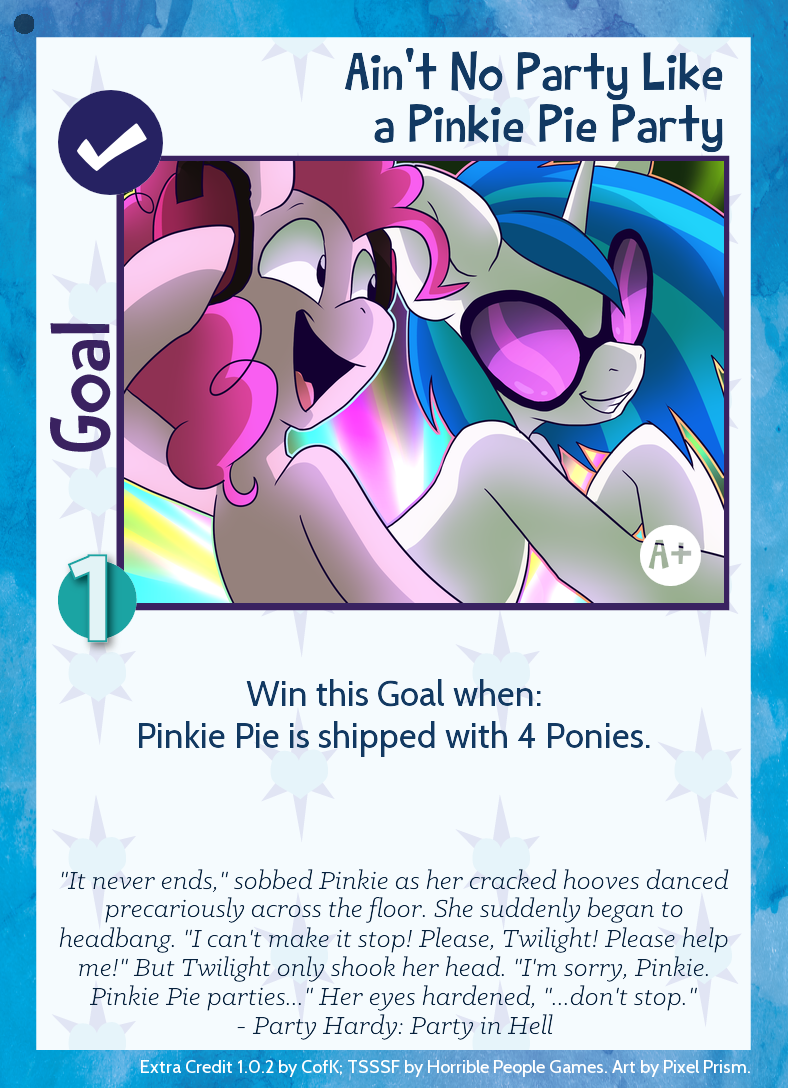 Ain't No Party Like
a Pinkie Pie Party
Goal
A+
1
Win this Goal when:
Pinkie Pie is shipped with 4 Ponies.
"It never ends," sobbed Pinkie as her cracked hooves danced
precariously across the floor. She suddenly began to
headbang. "I can't make it stop! Please, Twilight! Please help
me!" But Twilight only shook her head. "I'm sorry, Pinkie.
Pinkie Pie parties..." Her eyes hardened, "...don't stop."
- Party Hardy: Party in Hell
Extra Credit 1.0.2 by CofK; TSSSF by Horrible People Games. Art by Pixel Prism.